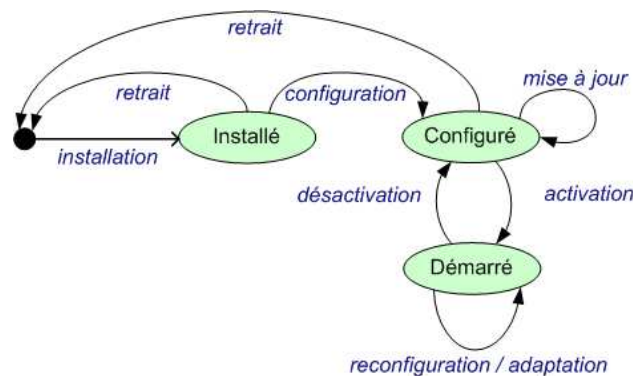 retrait
mise à jour
retrait
configuration
Installé
Configuré
installation
désactivation
activation
Démarré
reconfiguration / adaptation